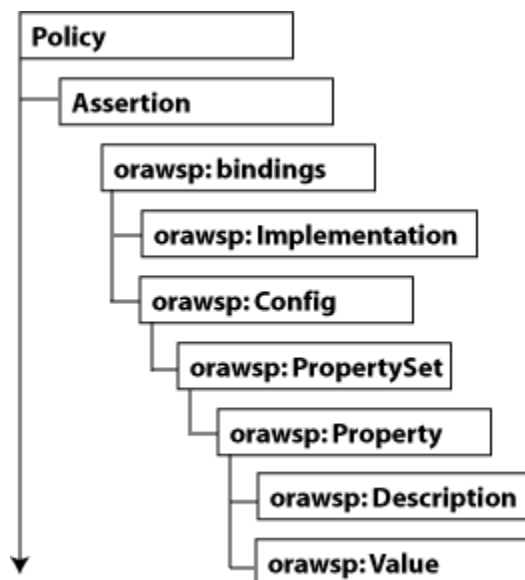 Policy
Assertion
orawsp:bindings
orawsp:Implementation
orawsp:Config
orawsp:PropertySet
orawsp:Property
orawsp:Description
orawsp:Value